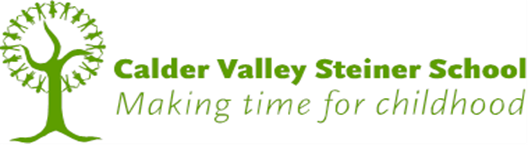 Calder Valley Steiner School
Making time for childhood